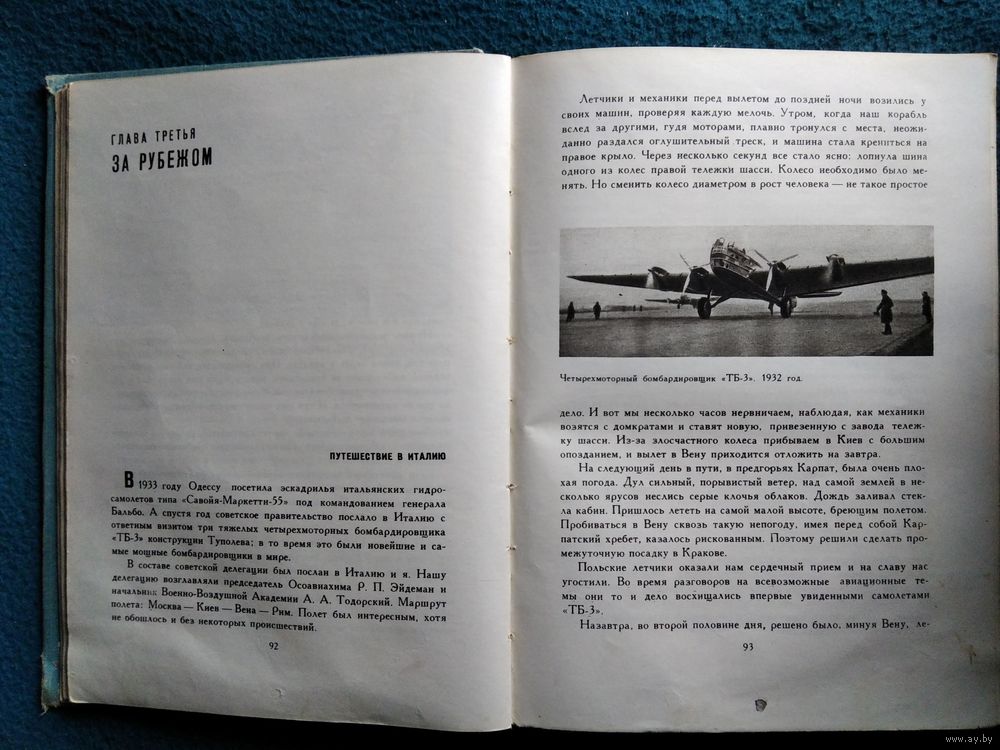 ГЛАВА ТРЕТЬЯ
ЗА РУБЕЖОМ
ПУТЕШЕСТВИЕ В ИТАЛИЮ
В 1933 году Одессу посетила эскадрилья итальянских гидро-
самолетов типа «Савойя-Маркетти-55» под командованием генерала
Бальбо. А спустя год советское правительство послало в Италию с
ответным визитом три тяжелых четырехмоторных бомбардировщика
«ТБ-3» конструкции Туполева; в то время это были новейшие и са-
мые мощные бомбардировщики в мире.
В составе советской делегации был послан в Италию и я. Нашу
делегацию возглавляли председатель Осоавиахима Р. П. Эйдеман и
начальник Военно-Воздушной Академии А. А. Тодорский. Маршрут
полета: Москва — Киев — Вена — Рим. Полет был интересным, хотя
не обошлось и без некоторых происшествий.
92
Летчики и механики перед вылетом до поздней ночи возились у
своих машин, проверяя каждую мелочь. Утром, когда наш корабль
вслед за другими, гудя моторами, плавно тронулся с места, неожи-
данно раздался оглушительный треск, и машина стала крениться на
правое крыло. Через несколько секунд все стало ясно: лопнула шина
одного из колес правой тележки шасси. Колесо необходимо было ме-
нять. Но сменить колесо диаметром в рост человека — не такое простое
Четырехмоторный бомбардировщик «ТБ-3». 1932 год.
дело. И вот мы несколько часов нервничаем, наблюдая, как механики
возятся с домкратами и ставят новую, привезенную с завода тележ-
ку шасси. Из-за злосчастного колеса прибываем в Киев с большим
опозданием, и вылет в Вену приходится отложить на завтра.
На следующий день в пути, в предгорьях Карпат, была очень пло-
хая погода. Дул сильный, порывистый ветер, над самой землей в не-
сколько ярусов неслись серые клочья облаков. Дождь заливал стек-
ла кабин. Пришлось лететь на самой малой высоте, бреющим полетом.
Пробиваться в Вену сквозь такую непогоду, имея перед собой Кар-
патский хребет, казалось рискованным. Поэтому решили сделать про-
межуточную посадку в Кракове.
Польские летчики оказали нам сердечный прием и на славу нас
угостили. Во время разговоров на всевозможные авиационные те-
мы они то и дело восхищались впервые увиденными самолетами
«ТБ-3».
Назавтра, во второй половине дня, решено было, минуя Вену, ле-
93
www.ay.by